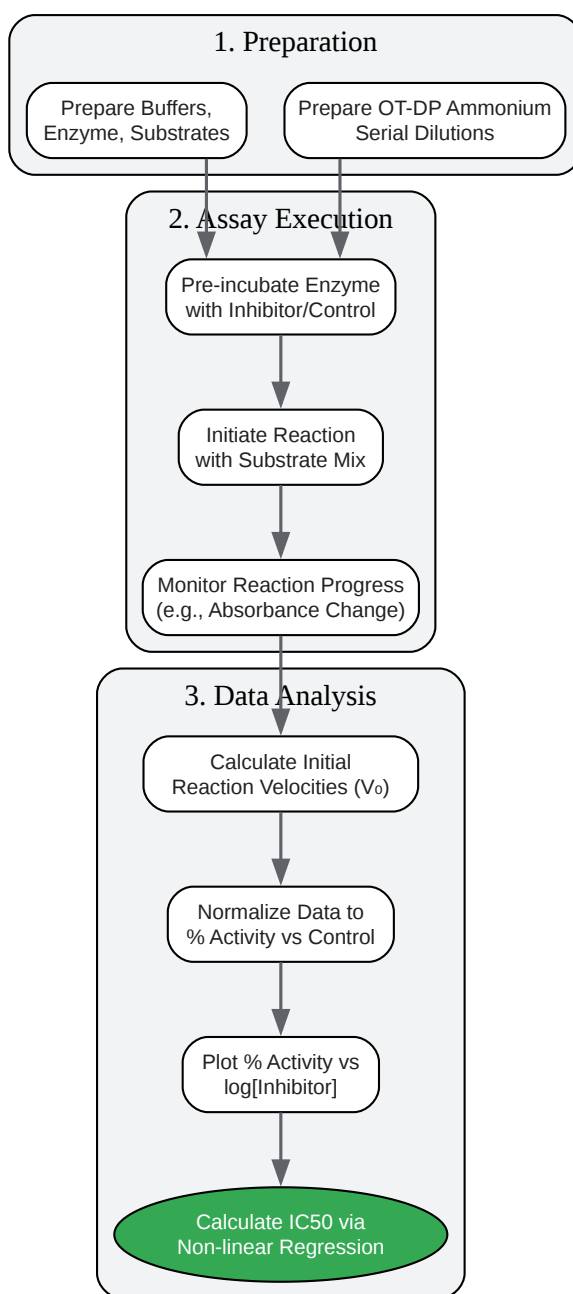 1. Preparation
Prepare Buffers,
Enzyme, Substrates
Prepare OT-DP Ammonium
Serial Dilutions
2. Assay Execution
Pre-incubate Enzyme
with Inhibitor/Control
Initiate Reaction
with Substrate Mix
Monitor Reaction Progress
(e.g., Absorbance Change)
3. Data Analysis
Calculate Initial
Reaction Velocities (V₀)
Normalize Data to
% Activity vs Control
Plot % Activity vs
log[Inhibitor]
Calculate IC50 via
Non-linear Regression